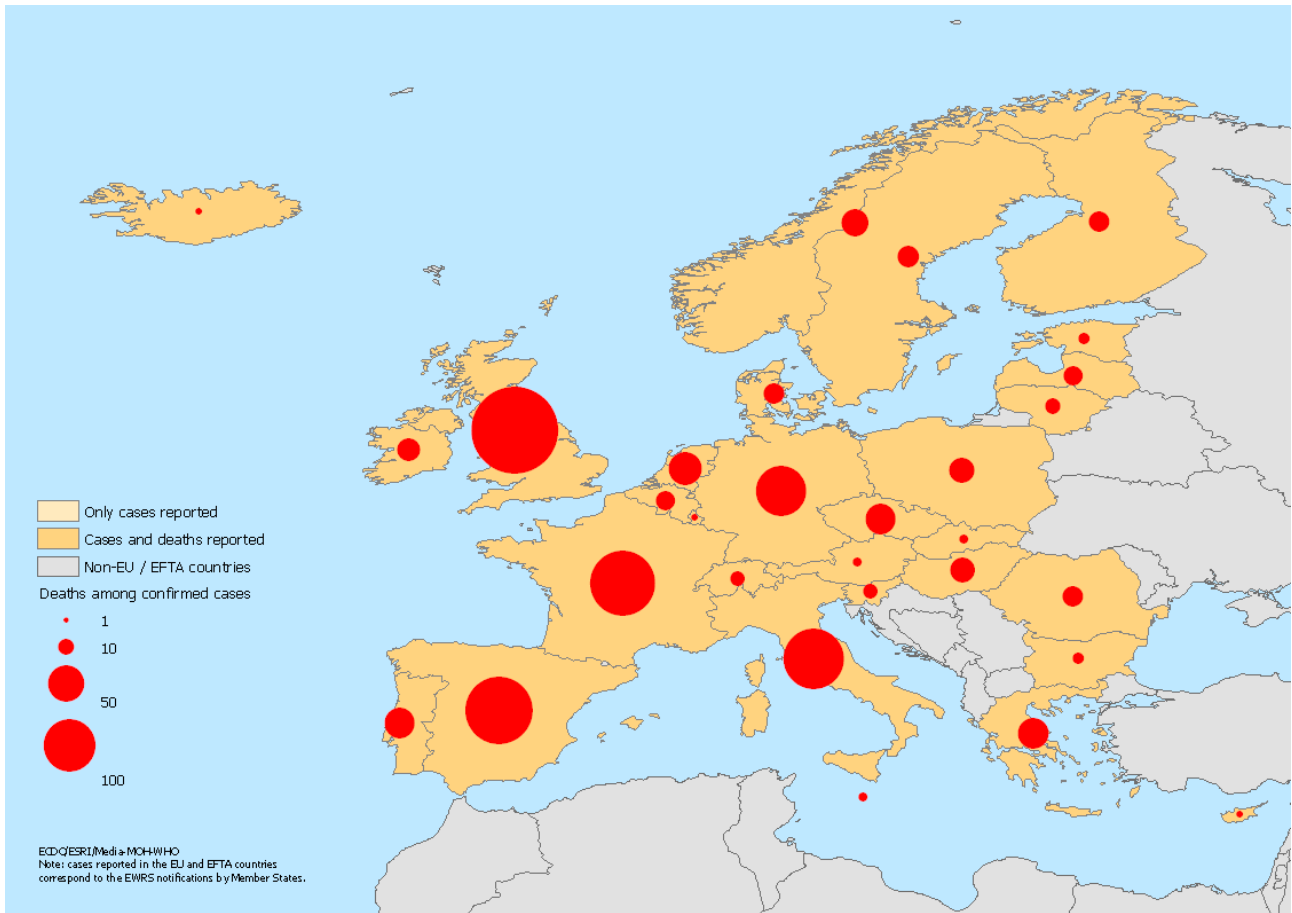 Only cases reported
Cases and deaths reported
Non-EU / EFTA countries
Deaths among confirmed cases
1
10
50
100
ECDC/ESRI/Media-MOH-WHO
Note: cases reported in the EU and EFTA countries
correspond to the EWRS notifications by Member States.